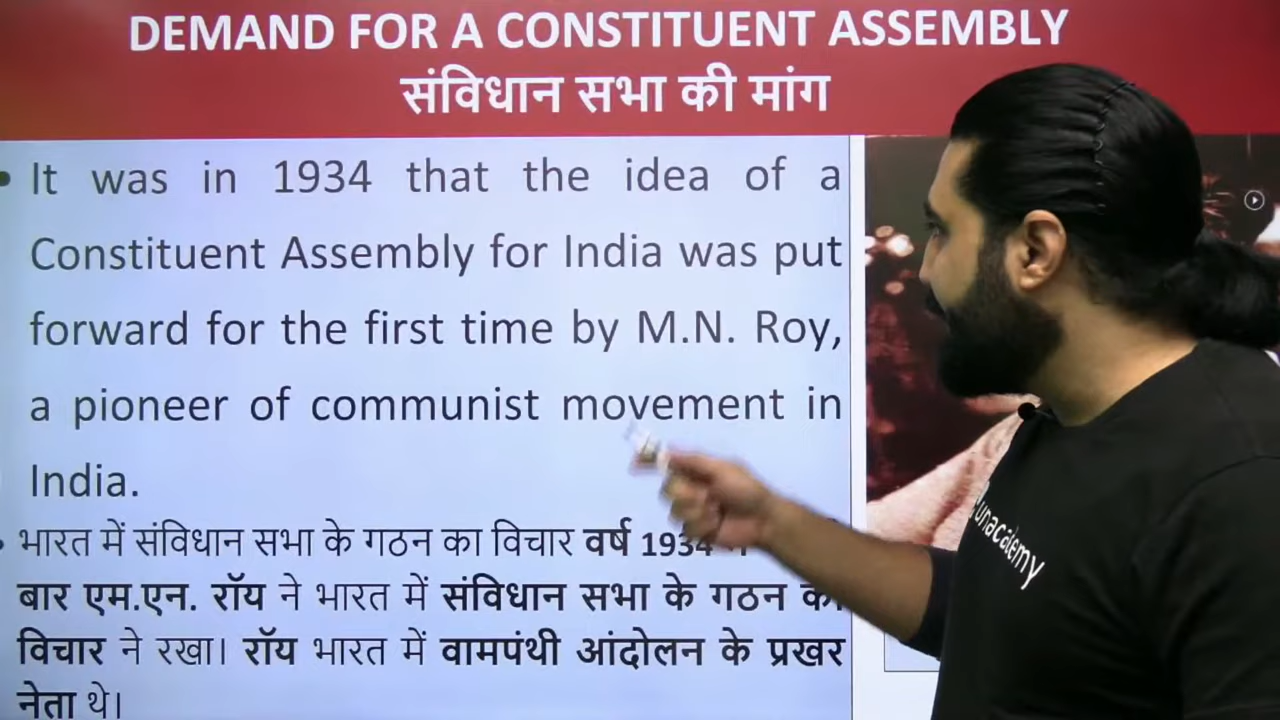 DEMAND FOR A CONSTITUENT ASSEMBLY
संविधान सभा की मांग
• It was in 1934 that the idea of a
Constituent Assembly for India was put
forward for the first time by M.N. Roy,
a pioneer of communist movement in
India.
• भारत में संविधान सभा के गठन का विचार वर्ष 1934
बार एम.एन. रॉय ने भारत में संविधान सभा के गठन का
विचार ने रखा। रॉय भारत में वामपंथी आंदोलन के प्रखर
नेता थे।
unacademy